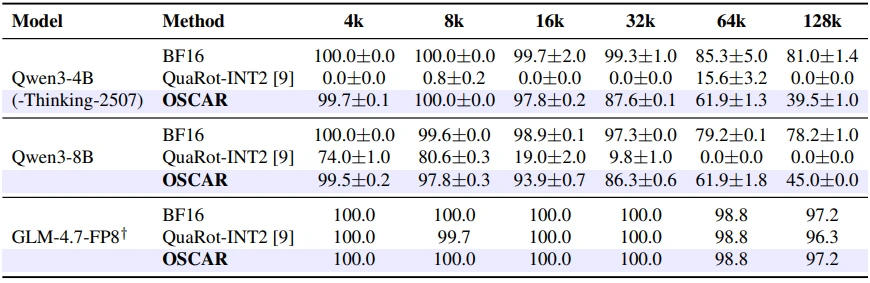 Model Method 4k 8k 16k 32k 64k 128k
BF16 100.0±0.0 100.0±0.0 99.7±2.0 99.3±1.0 85.3±5.0 81.0±1.4
Qwen3-4B QuaRot-INT2 [9] 0.0±0.0 0.8±0.2 0.0±0.0 0.0±0.0 15.6±3.2 0.0±0.0
(-Thinking-2507) OSCAR 99.7±0.1 100.0±0.0 97.8±0.2 87.6±0.1 61.9±1.3 39.5±1.0
BF16 100.0±0.0 99.6±0.0 98.9±0.1 97.3±0.0 79.2±0.1 78.2±1.0
Qwen3-8B QuaRot-INT2 [9] 74.0±1.0 80.6±0.3 19.0±2.0 9.8±1.0 0.0±0.0 0.0±0.0
OSCAR 99.5±0.2 97.8±0.3 93.9±0.7 86.3±0.6 61.9±1.8 45.0±0.0
BF16 100.0 100.0 100.0 100.0 98.8 97.2
GLM-4.7-FP8† QuaRot-INT2 [9] 100.0 99.7 100.0 100.0 98.8 96.3
OSCAR 100.0 100.0 100.0 100.0 98.8 97.2